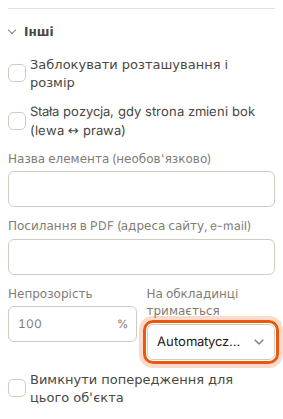 Інші
Заблокувати розташування і
розмір
Стała pozycja, gdy strona zmieni bok
(lewa ↔ prawa)
Назва елемента (необов'язково)
Посилання в PDF (адреса сайту, e-mail)
Непрозорість
На обкладинці
тримається
100 %
Automatycz...
Вимкнути попередження для
цього об'єкта